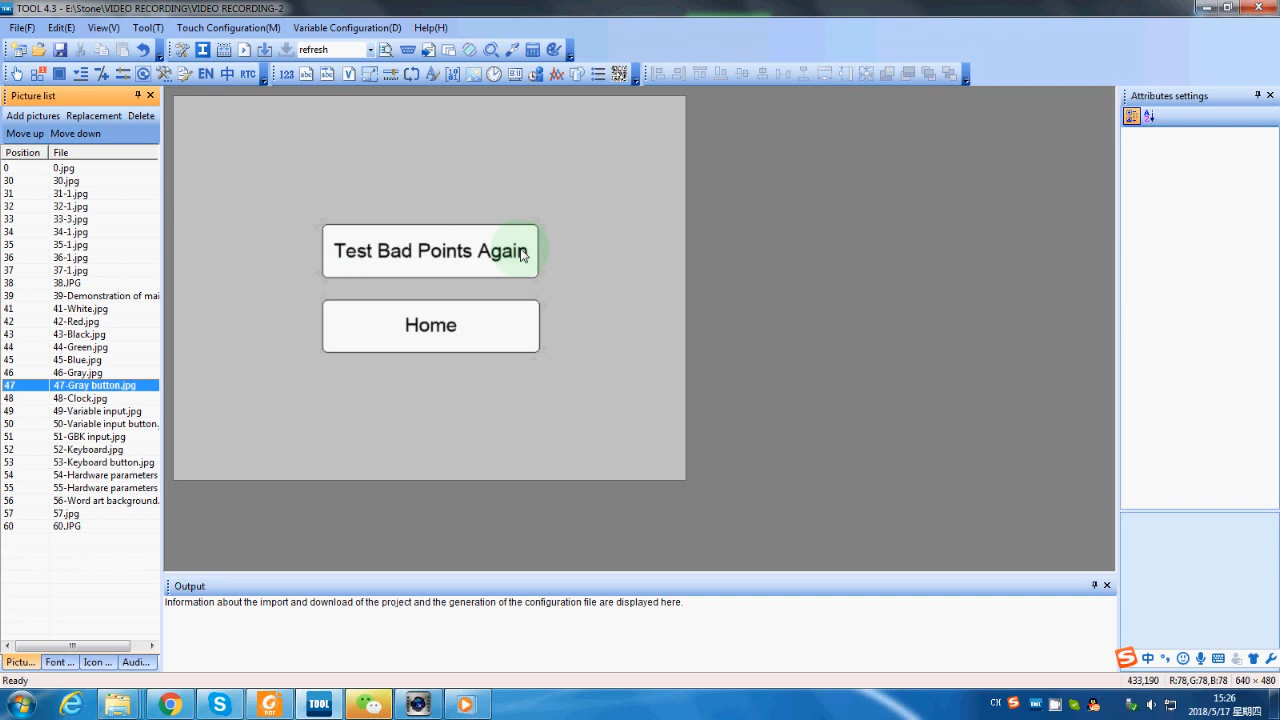 TOOL 4.3 - E:\Stone\VIDEO RECORDING\VIDEO RECORDING-2
File(F) Edit(E) View(V) Tool(T) Touch Configuration(M) Variable Configuration(D) Help(H)
refresh
EN 中 RTC 123
Picture list
Attributes settings
Add pictures Replacement Delete
Move up Move down
Position File
0 0.jpg
30 30.jpg
31 31-1.jpg
32 32-1.jpg
33 33-3.jpg
34 34-1.jpg
35 35-1.jpg
36 36-1.jpg
37 37-1.jpg
38 38.JPG
39 39-Demonstration of mai
41 41-White.jpg
42 42-Red.jpg
43 43-Black.jpg
44 44-Green.jpg
45 45-Blue.jpg
46 46-Gray.jpg
47 47-Gray button.jpg
48 48-Clock.jpg
49 49-Variable input.jpg
50 50-Variable input button.
51 51-GBK input.jpg
52 52-Keyboard.jpg
53 53-Keyboard button.jpg
54 54-Hardware parameters
55 55-Hardware parameters
56 56-Word art background.
57 57.jpg
60 60.JPG
Test Bad Points Again
Home
Output
Information about the import and download of the project and the generation of the configuration file are displayed here.
Pictu... Font ... Icon ... Audi...
中
Ready
433,190 R:78,G:78,B:78 640 × 480
TOOL
CH
15:26
2018/5/17 星期四